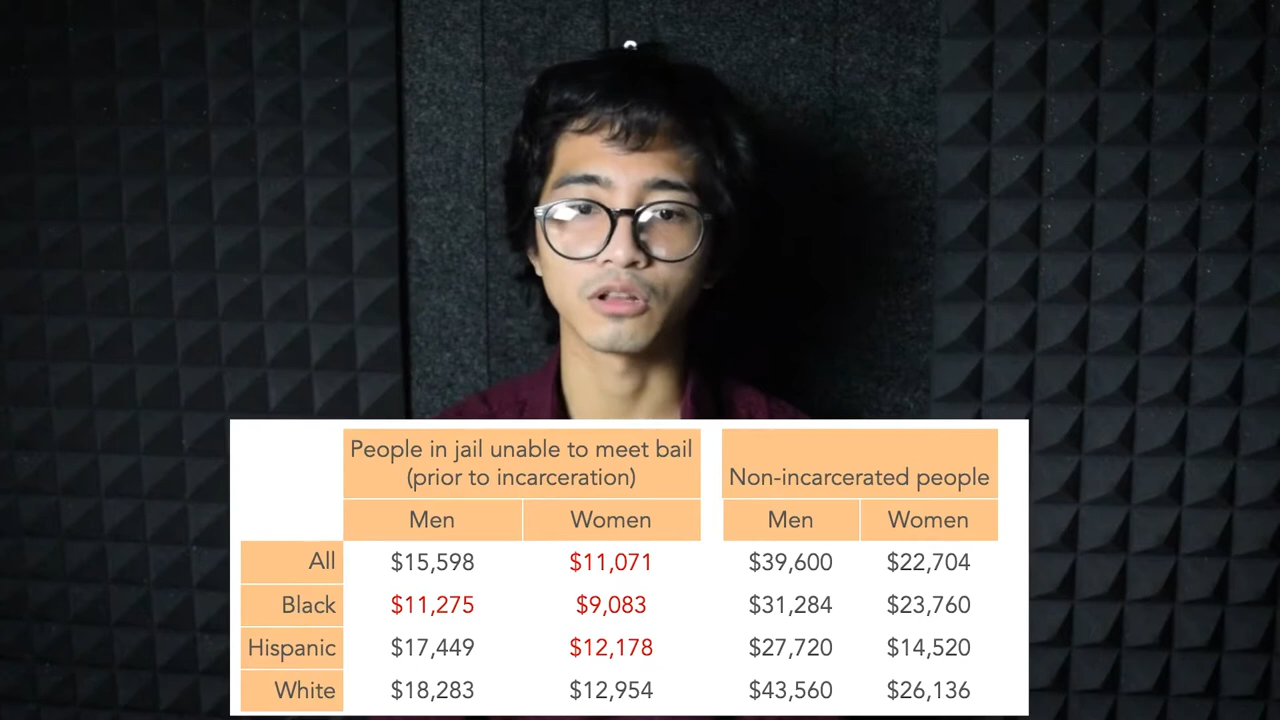 People in jail unable to meet bail
(prior to incarceration)
Non-incarcerated people
Men Women Men Women
All $15,598 $11,071 $39,600 $22,704
Black $11,275 $9,083 $31,284 $23,760
Hispanic $17,449 $12,178 $27,720 $14,520
White $18,283 $12,954 $43,560 $26,136